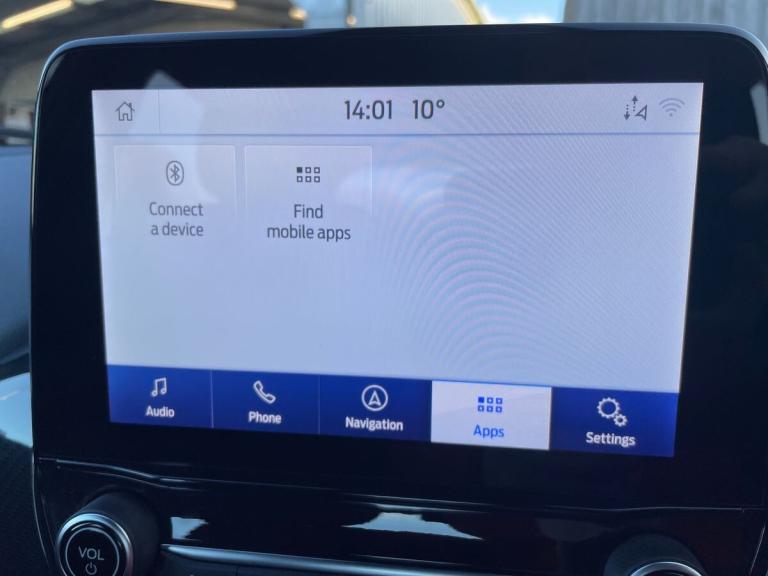 14:01 10°
Connect
a device
Find
mobile apps
Audio
Phone
Navigation
Apps
Settings
VOL